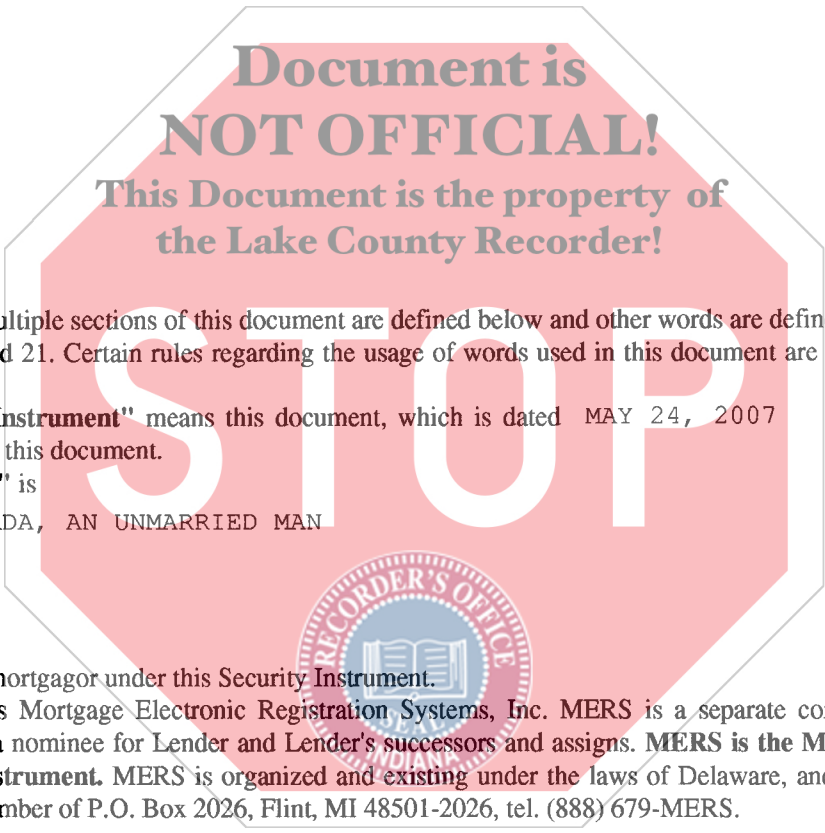 Document is
NOT OFFICIAL!
This Document is the property of
the Lake County Recorder!
STOP
ultiple sections of this document are defined below and other words are defin
d 21. Certain rules regarding the usage of words used in this document are
nstrument" means this document, which is dated MAY 24, 2007
this document.
" is
DA, AN UNMARRIED MAN
RECORDER'S OFFICE
SEAL
INDIANA
mortgagor under this Security Instrument.
s Mortgage Electronic Registration Systems, Inc. MERS is a separate co
a nominee for Lender and Lender's successors and assigns. MERS is the M
strument. MERS is organized and existing under the laws of Delaware, an
mber of P.O. Box 2026, Flint, MI 48501-2026, tel. (888) 679-MERS.